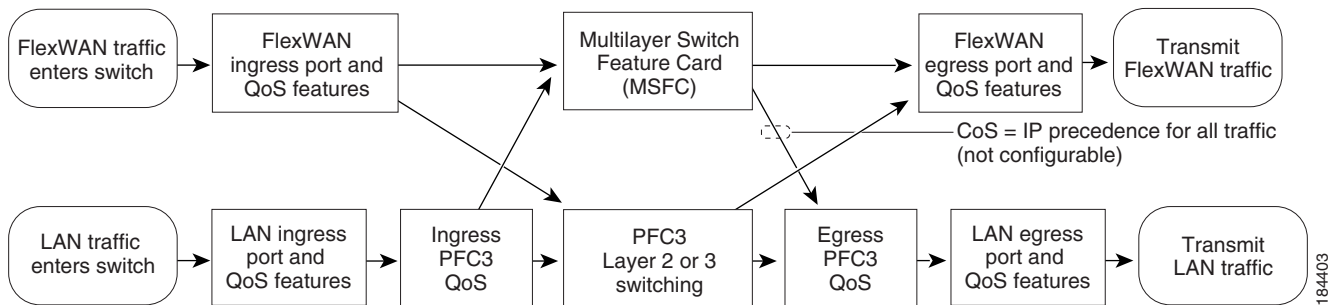 FlexWAN traffic
enters switch
FlexWAN
ingress port and
QoS features
Multilayer Switch
Feature Card
(MSFC)
FlexWAN
egress port and
QoS features
Transmit
FlexWAN traffic
CoS = IP precedence for all traffic
(not configurable)
LAN traffic
enters switch
LAN ingress
port and
QoS features
Ingress
PFC3
QoS
PFC3
Layer 2 or 3
switching
Egress
PFC3
QoS
LAN egress
port and
QoS features
Transmit
LAN traffic
184403